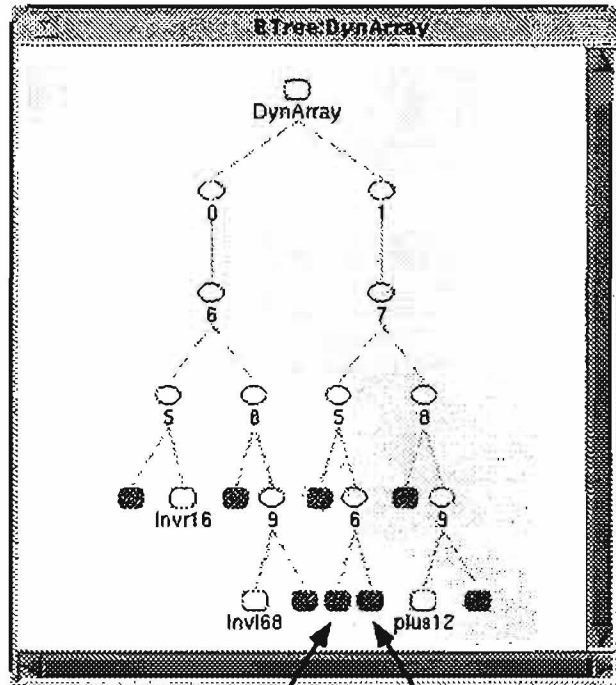 BTree:DynArray
DynArray
0 1
6 7
5 8 5 8
Invr16 9 6 9
Invl68 plus12